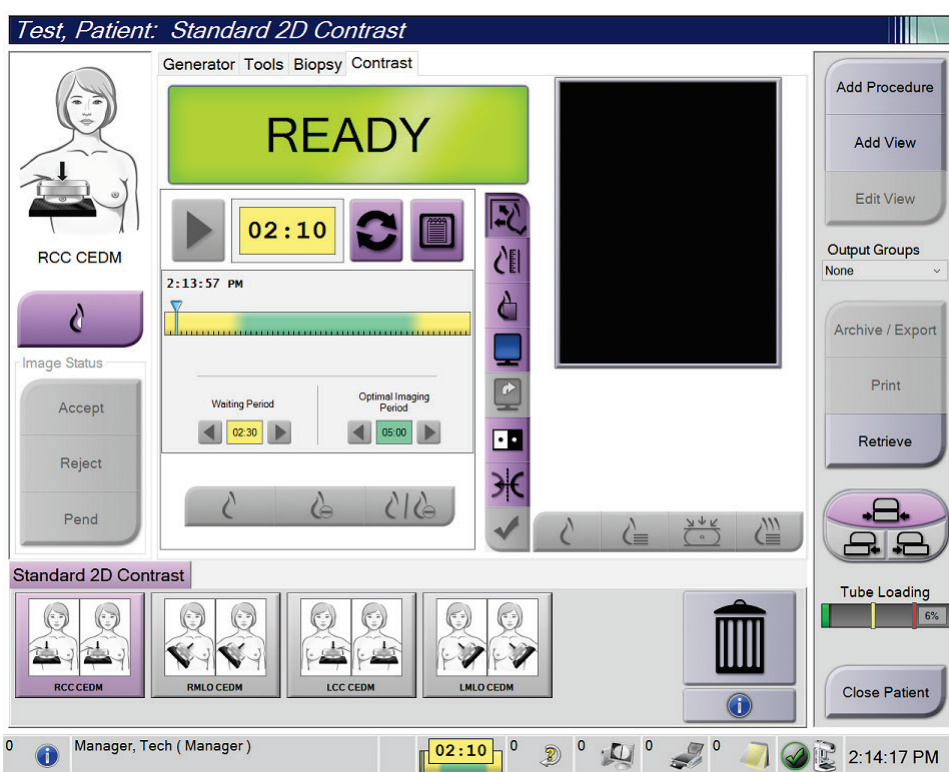 Test, Patient: Standard 2D Contrast
Generator Tools Biopsy Contrast
READY
02:10
2:13:57 PM
Waiting Period
02:30
Optimal Imaging
Period
05:00
RCC CEDM
Image Status
Accept
Reject
Pend
Add Procedure
Add View
Edit View
Output Groups
None
Archive / Export
Print
Retrieve
Tube Loading
6%
Close Patient
Standard 2D Contrast
RCC CEDM
RMLO CEDM
LCC CEDM
LMLO CEDM
0 Manager, Tech ( Manager ) 02:10 0 0 0 0 2:14:17 PM